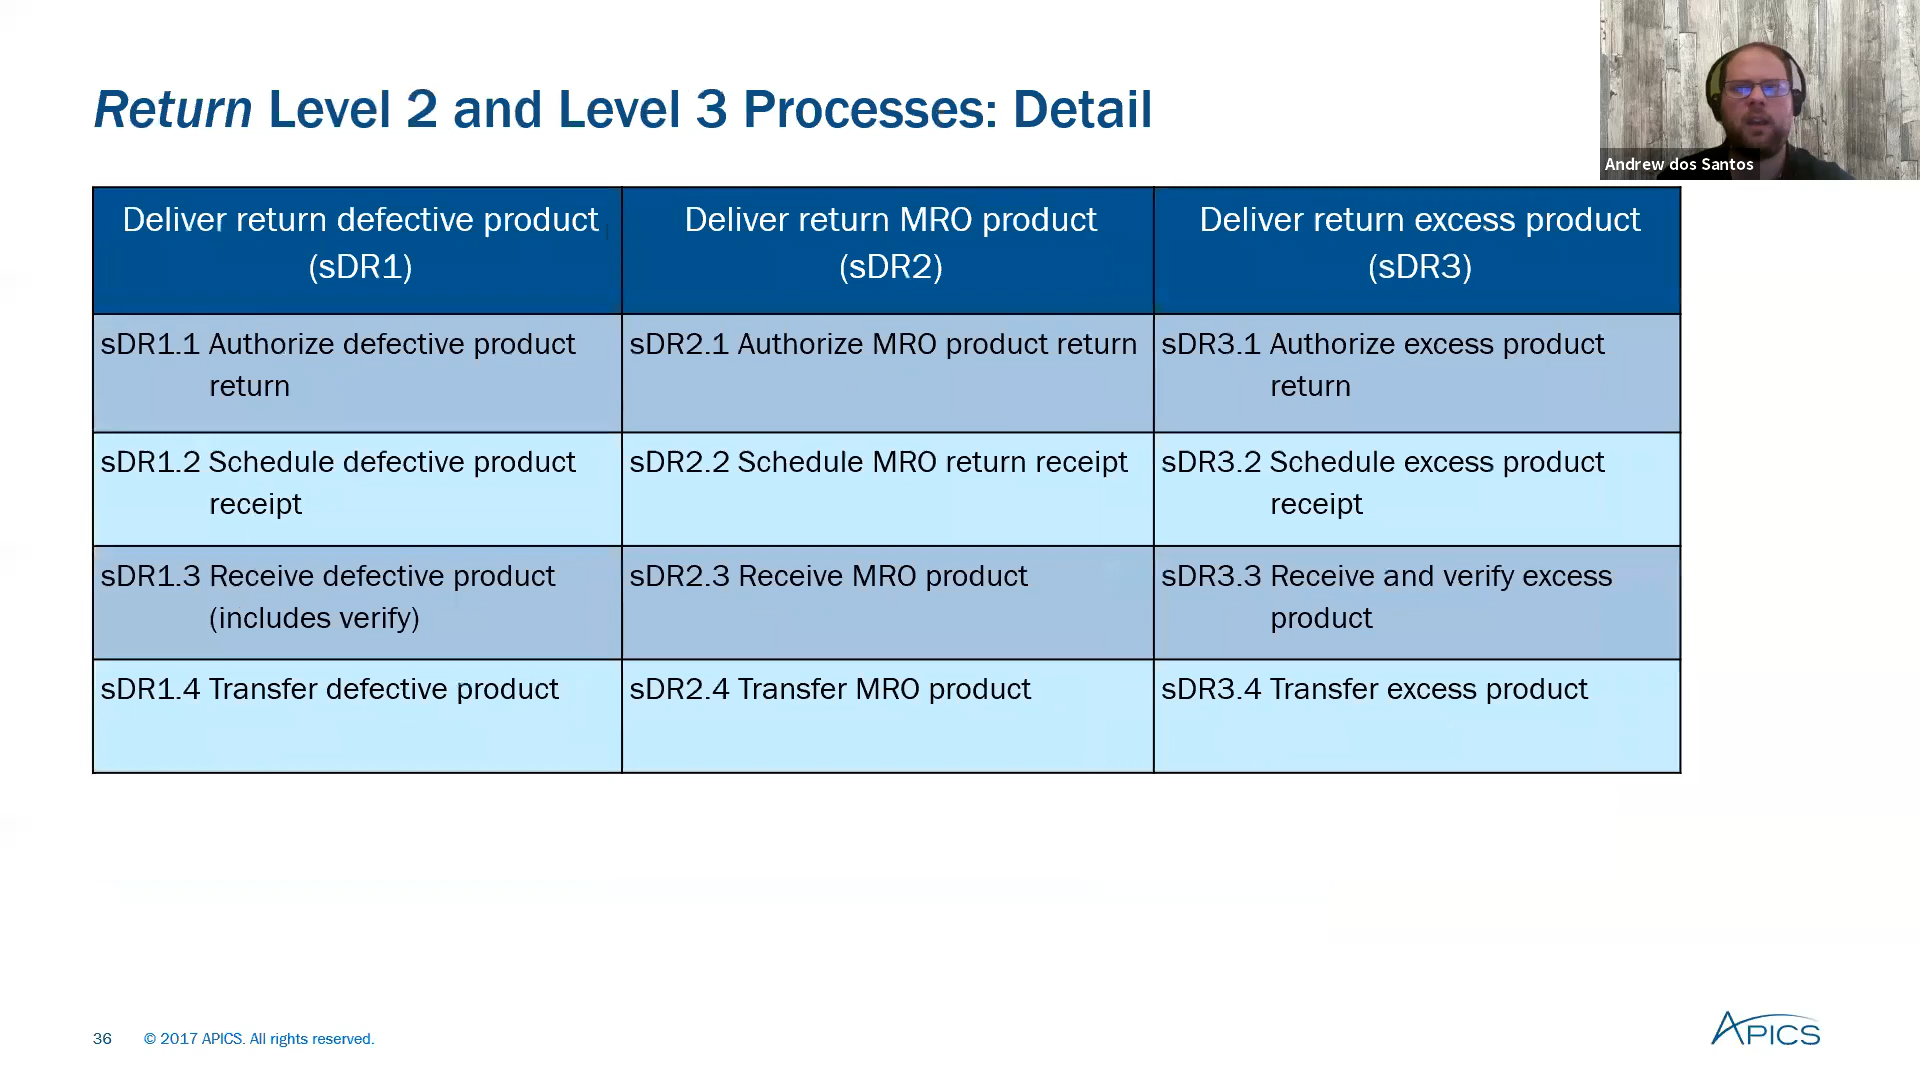 Return Level 2 and Level 3 Processes: Detail
Andrew dos Santos
Deliver return defective product
(sDR1)
Deliver return MRO product
(sDR2)
Deliver return excess product
(sDR3)
sDR1.1 Authorize defective product
return
sDR2.1 Authorize MRO product return
sDR3.1 Authorize excess product
return
sDR1.2 Schedule defective product
receipt
sDR2.2 Schedule MRO return receipt
sDR3.2 Schedule excess product
receipt
sDR1.3 Receive defective product
(includes verify)
sDR2.3 Receive MRO product
sDR3.3 Receive and verify excess
product
sDR1.4 Transfer defective product
sDR2.4 Transfer MRO product
sDR3.4 Transfer excess product
36 © 2017 APICS. All rights reserved.
APICS